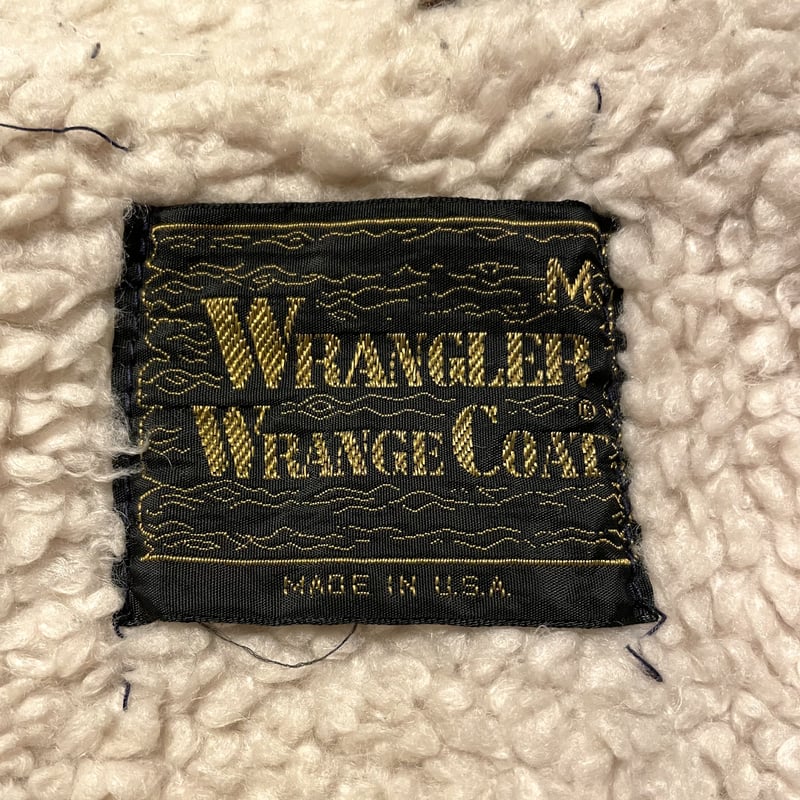 M
WRANGLER
®
WRANGE COAT
MADE IN U.S.A.